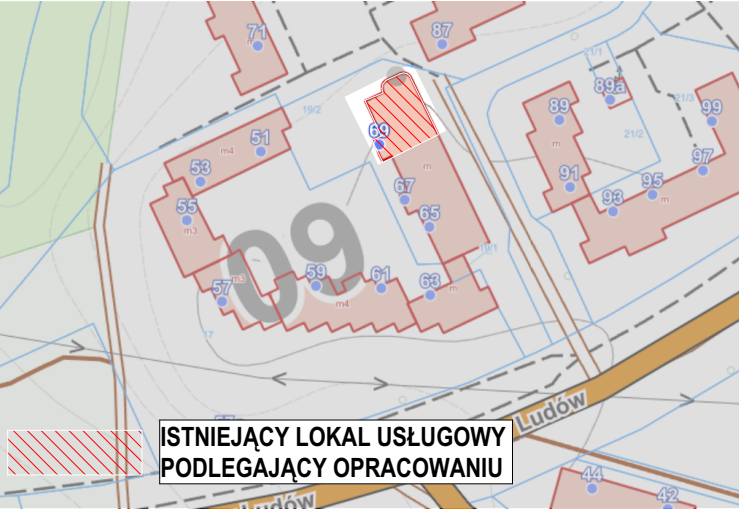 71
87
21/1
89a
21/3
19/2
89
99
69
51
m4
21/2
m
53
m
97
91
67
95
55
93
m
m3
65
09
19/1
m3
59
61
63
57
m4
m
17
Ludów
ISTNIEJĄCY LOKAL USŁUGOWY
PODLEGAJĄCY OPRACOWANIU
44
42
Ludów